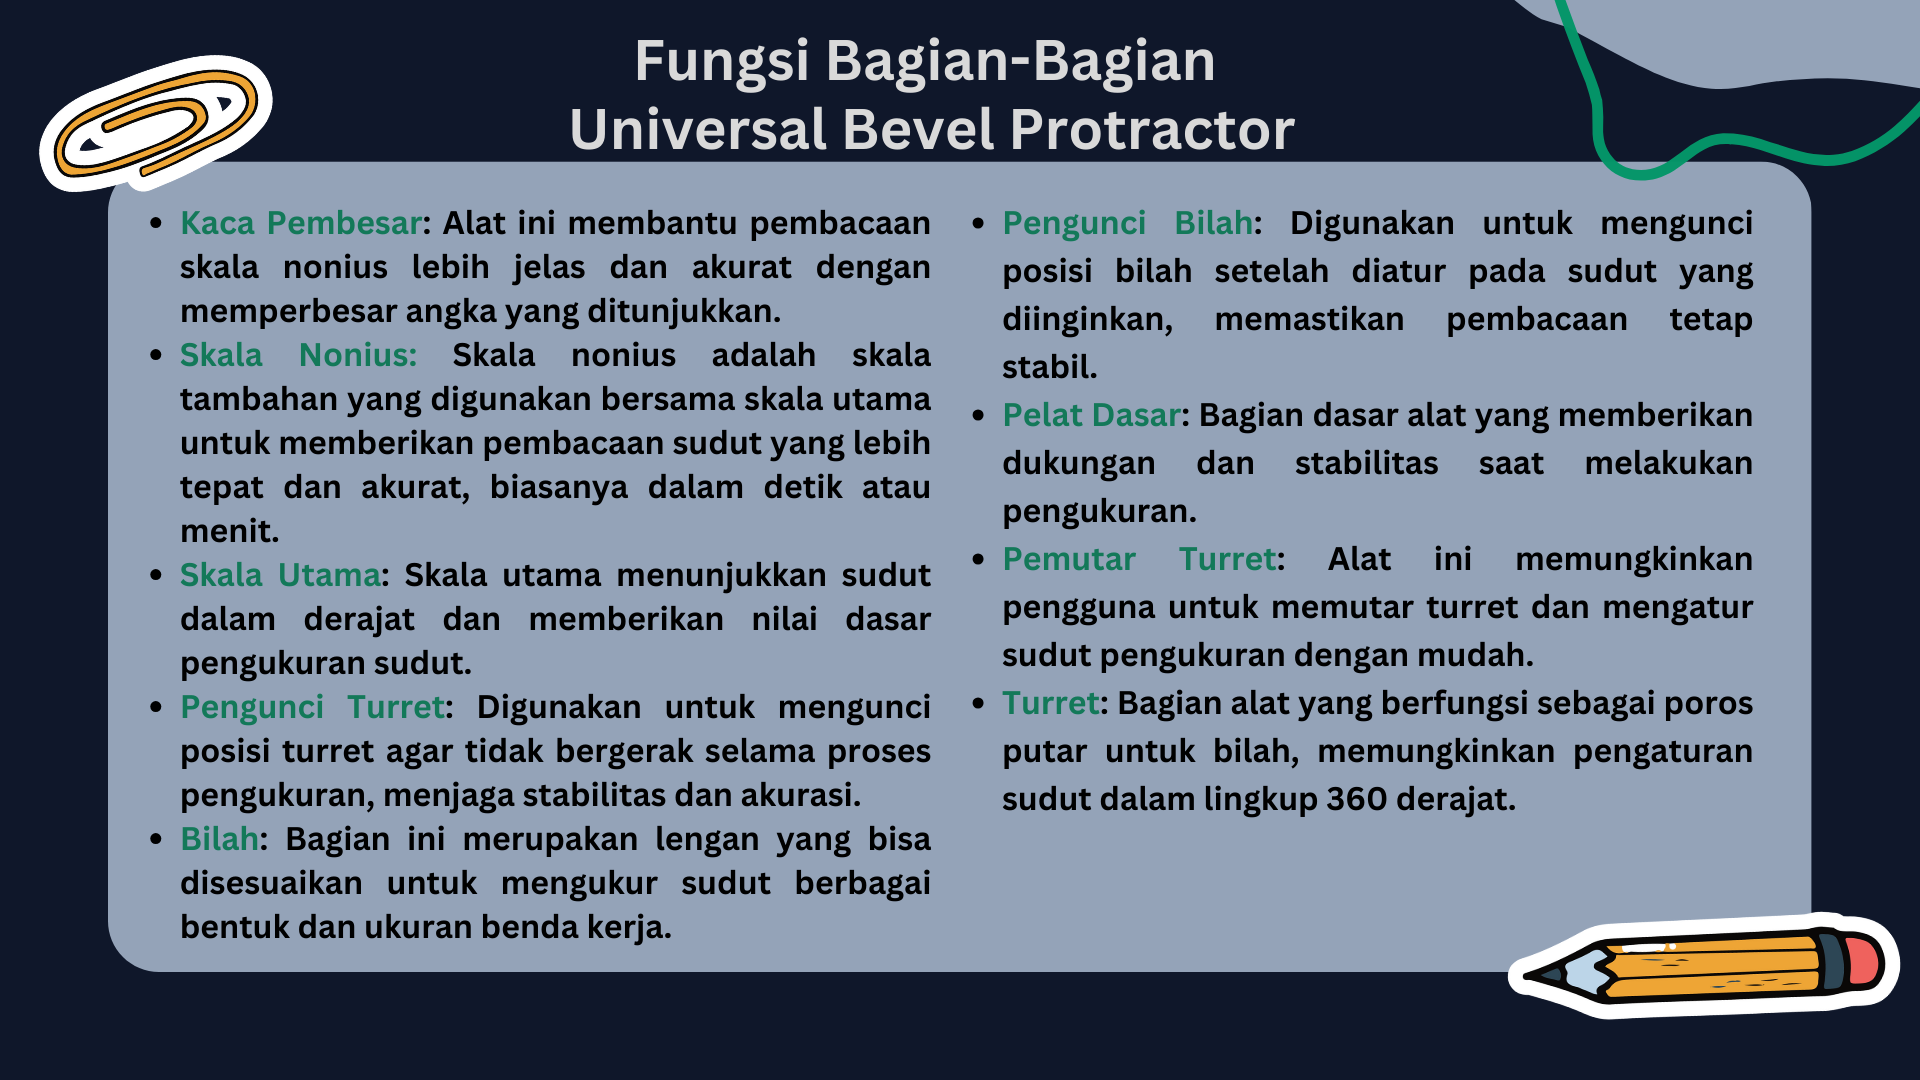 Fungsi Bagian-Bagian
Universal Bevel Protractor
• Kaca Pembesar: Alat ini membantu pembacaan
skala nonius lebih jelas dan akurat dengan
memperbesar angka yang ditunjukkan.
• Skala Nonius: Skala nonius adalah skala
tambahan yang digunakan bersama skala utama
untuk memberikan pembacaan sudut yang lebih
tepat dan akurat, biasanya dalam detik atau
menit.
• Skala Utama: Skala utama menunjukkan sudut
dalam derajat dan memberikan nilai dasar
pengukuran sudut.
• Pengunci Turret: Digunakan untuk mengunci
posisi turret agar tidak bergerak selama proses
pengukuran, menjaga stabilitas dan akurasi.
• Bilah: Bagian ini merupakan lengan yang bisa
disesuaikan untuk mengukur sudut berbagai
bentuk dan ukuran benda kerja.
• Pengunci Bilah: Digunakan untuk mengunci
posisi bilah setelah diatur pada sudut yang
diinginkan, memastikan pembacaan tetap
stabil.
• Pelat Dasar: Bagian dasar alat yang memberikan
dukungan dan stabilitas saat melakukan
pengukuran.
• Pemutar Turret: Alat ini memungkinkan
pengguna untuk memutar turret dan mengatur
sudut pengukuran dengan mudah.
• Turret: Bagian alat yang berfungsi sebagai poros
putar untuk bilah, memungkinkan pengaturan
sudut dalam lingkup 360 derajat.